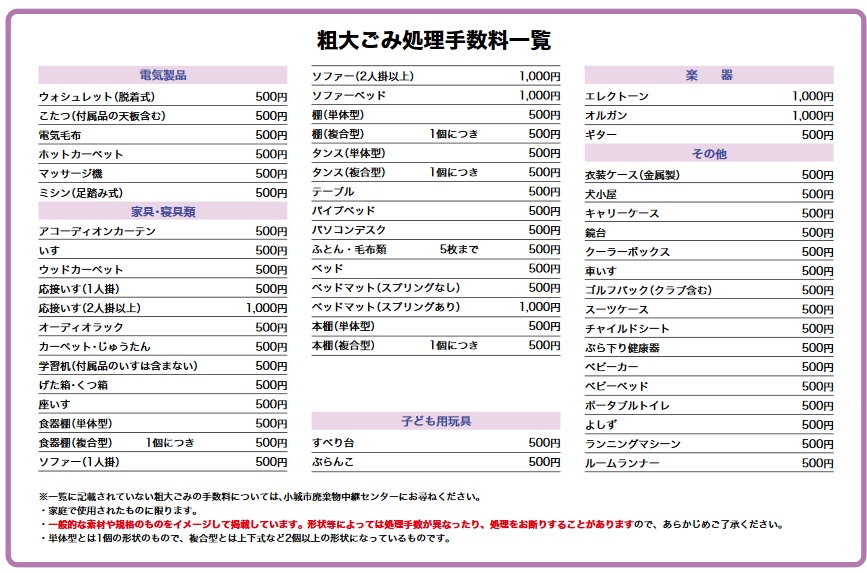 粗大ごみ処理手数料一覧
電気製品
ウォシュレット（脱着式） 500円
こたつ（付属品の天板含む） 500円
電気毛布 500円
ホットカーペット 500円
マッサージ機 500円
ミシン（足踏み式） 500円
家具・寝具類
アコーディオンカーテン 500円
いす 500円
ウッドカーペット 500円
応接いす（1人掛） 500円
応接いす（2人掛以上） 1,000円
オーディオラック 500円
カーペット・じゅうたん 500円
学習机（付属品のいすは含まない） 500円
げた箱・くつ箱 500円
座いす 500円
食器棚（単体型） 500円
食器棚（複合型） 1個につき 500円
ソファー（1人掛） 500円
ソファー（2人掛以上） 1,000円
ソファーベッド 1,000円
棚（単体型） 500円
棚（複合型） 1個につき 500円
タンス（単体型） 500円
タンス（複合型） 1個につき 500円
テーブル 500円
パイプベッド 500円
パソコンデスク 500円
ふとん・毛布類 5枚まで 500円
ベッド 500円
ベッドマット（スプリングなし） 500円
ベッドマット（スプリングあり） 1,000円
本棚（単体型） 500円
本棚（複合型） 1個につき 500円
子ども用玩具
すべり台 500円
ぶらんこ 500円
楽 器
エレクトーン 1,000円
オルガン 1,000円
ギター 500円
その他
衣装ケース（金属製） 500円
犬小屋 500円
キャリーケース 500円
鏡台 500円
クーラーボックス 500円
車いす 500円
ゴルフバック（クラブ含む） 500円
スーツケース 500円
チャイルドシート 500円
ぶら下り健康器 500円
ベビーカー 500円
ベビーベッド 500円
ポータブルトイレ 500円
よしず 500円
ランニングマシーン 500円
ルームランナー 500円
※一覧に記載されていない粗大ごみの手数料については、小城市廃棄物中継センターにお尋ねください。
・家庭で使用されたものに限ります。
・一般的な素材や規格のものをイメージして掲載しています。形状等によっては処理手数が異なったり、処理をお断りすることがありますので、あらかじめご了承ください。
・単体型とは1個の形状のもので、複合型とは上下式など2個以上の形状になっているものです。